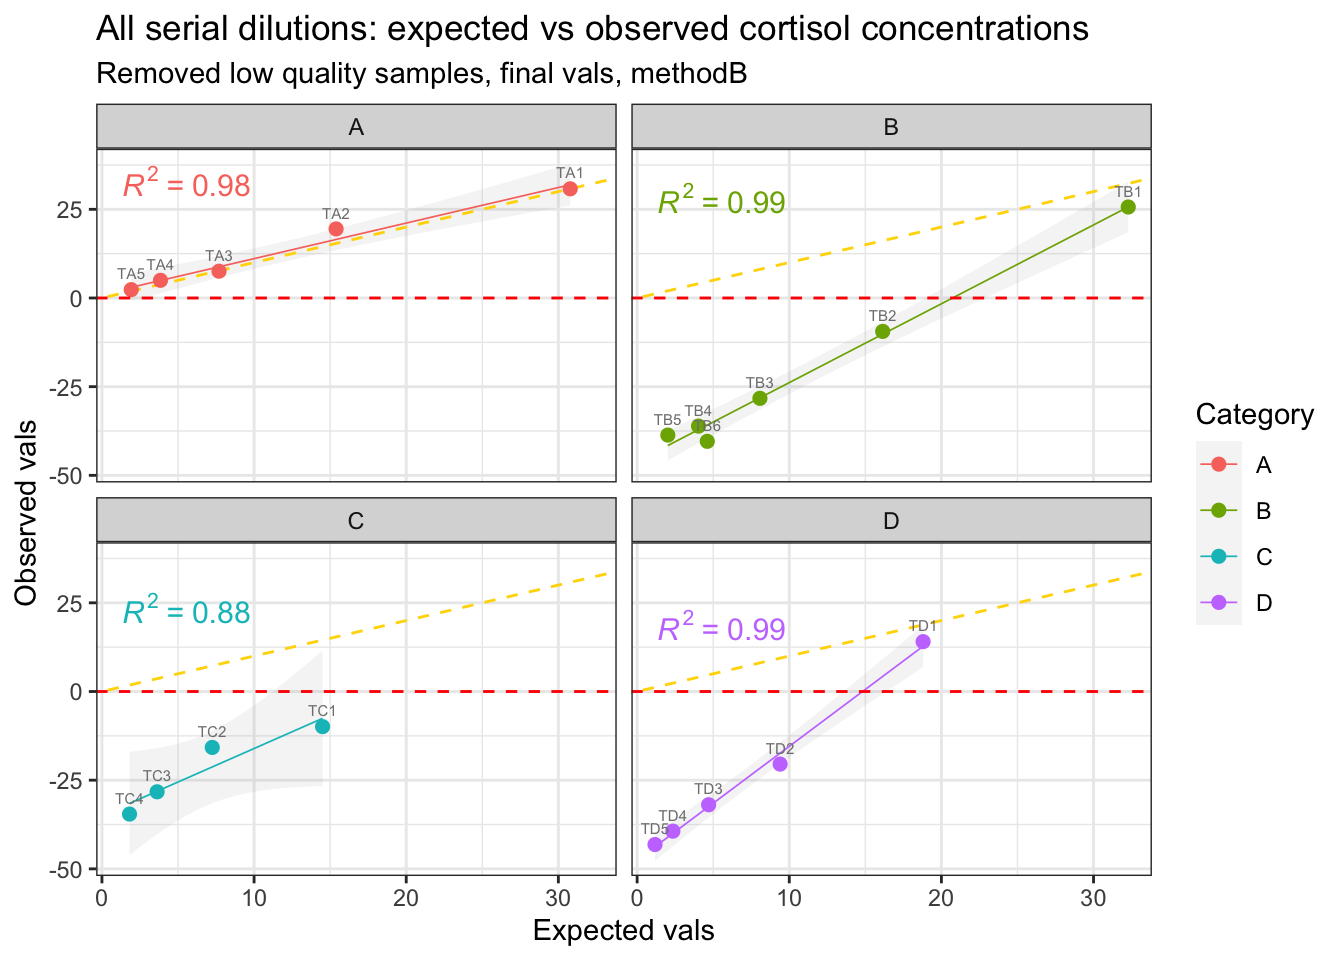 All serial dilutions: expected vs observed cortisol concentrations
Removed low quality samples, final vals, methodB
A
B
R² = 0.98
TA1
TA2
TA3
TA4
TA5
25
0
-25
-50
R² = 0.99
TB1
TB2
TB3
TB4
TB5
TB6
C
D
R² = 0.88
TC1
TC2
TC3
TC4
25
0
-25
-50
R² = 0.99
TD1
TD2
TD3
TD4
TD5
0
10
20
30
0
10
20
30
Expected vals
Observed vals
Category
A
B
C
D